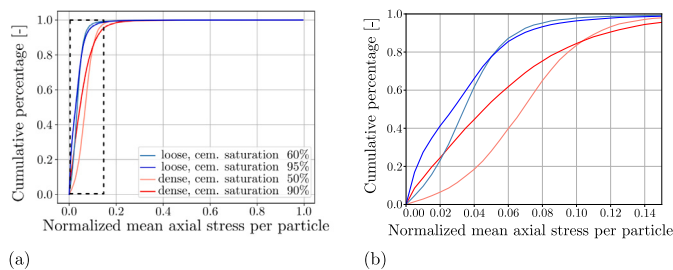 Cumulative percentage [-]
1.0
0.8
0.6
0.4
0.2
0.0
loose, cem. saturation 60%
loose, cem. saturation 95%
dense, cem. saturation 50%
dense, cem. saturation 90%
0.0 0.2 0.4 0.6 0.8 1.0
Normalized mean axial stress per particle
(a)
Cumulative percentage [-]
1.0
0.8
0.6
0.4
0.2
0.0
0.00 0.02 0.04 0.06 0.08 0.10 0.12 0.14
Normalized mean axial stress per particle
(b)